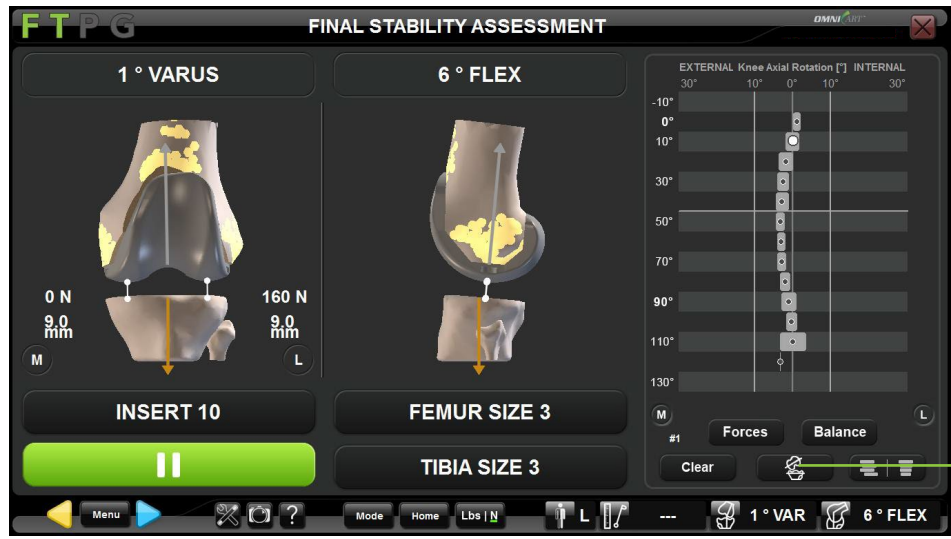 FTPG
FINAL STABILITY ASSESSMENT
OMNI ART™
1 ° VARUS
6 ° FLEX
EXTERNAL Knee Axial Rotation [°] INTERNAL
30° 10° 0° 10° 30°
-10°
0°
10°
30°
50°
70°
90°
110°
130°
0 N
160 N
9.0
mm
9.0
mm
M
L
M
L
#1
INSERT 10
FEMUR SIZE 3
TIBIA SIZE 3
Forces
Balance
Clear
Menu
?
Mode
Home
Lbs | N
L
---
1 ° VAR
6 ° FLEX